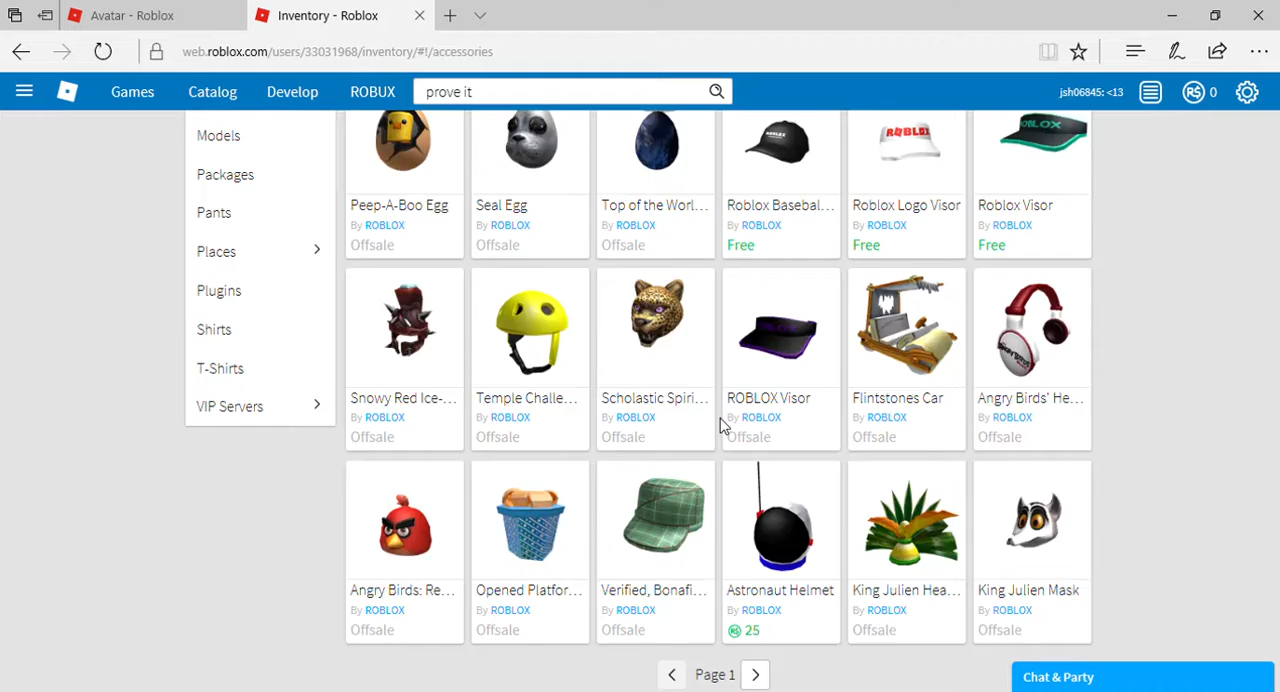 Avatar - Roblox
Inventory - Roblox
web.roblox.com/users/33031968/inventory/#!/accessories
Games
Catalog
Develop
ROBUX
prove it
jsh06845: <13
R$ 0
Models
Packages
Pants
Places
Plugins
Shirts
T-Shirts
VIP Servers
ROBLOX
ROBLOX
ROBLOX
Peep-A-Boo Egg
By ROBLOX
Offsale
Seal Egg
By ROBLOX
Offsale
Top of the Worl...
By ROBLOX
Offsale
Roblox Basebal...
By ROBLOX
Free
Roblox Logo Visor
By ROBLOX
Free
Roblox Visor
By ROBLOX
Free
Snowy Red Ice-...
By ROBLOX
Offsale
Temple Challe...
By ROBLOX
Offsale
Scholastic Spiri...
By ROBLOX
Offsale
ROBLOX Visor
By ROBLOX
Offsale
Flintstones Car
By ROBLOX
Offsale
Angry Birds' He...
By ROBLOX
Offsale
Angry Birds: Re...
By ROBLOX
Offsale
Opened Platfor...
By ROBLOX
Offsale
Verified, Bonafi...
By ROBLOX
Offsale
Astronaut Helmet
By ROBLOX
R$ 25
King Julien Hea...
By ROBLOX
Offsale
King Julien Mask
By ROBLOX
Offsale
Page 1
Chat & Party